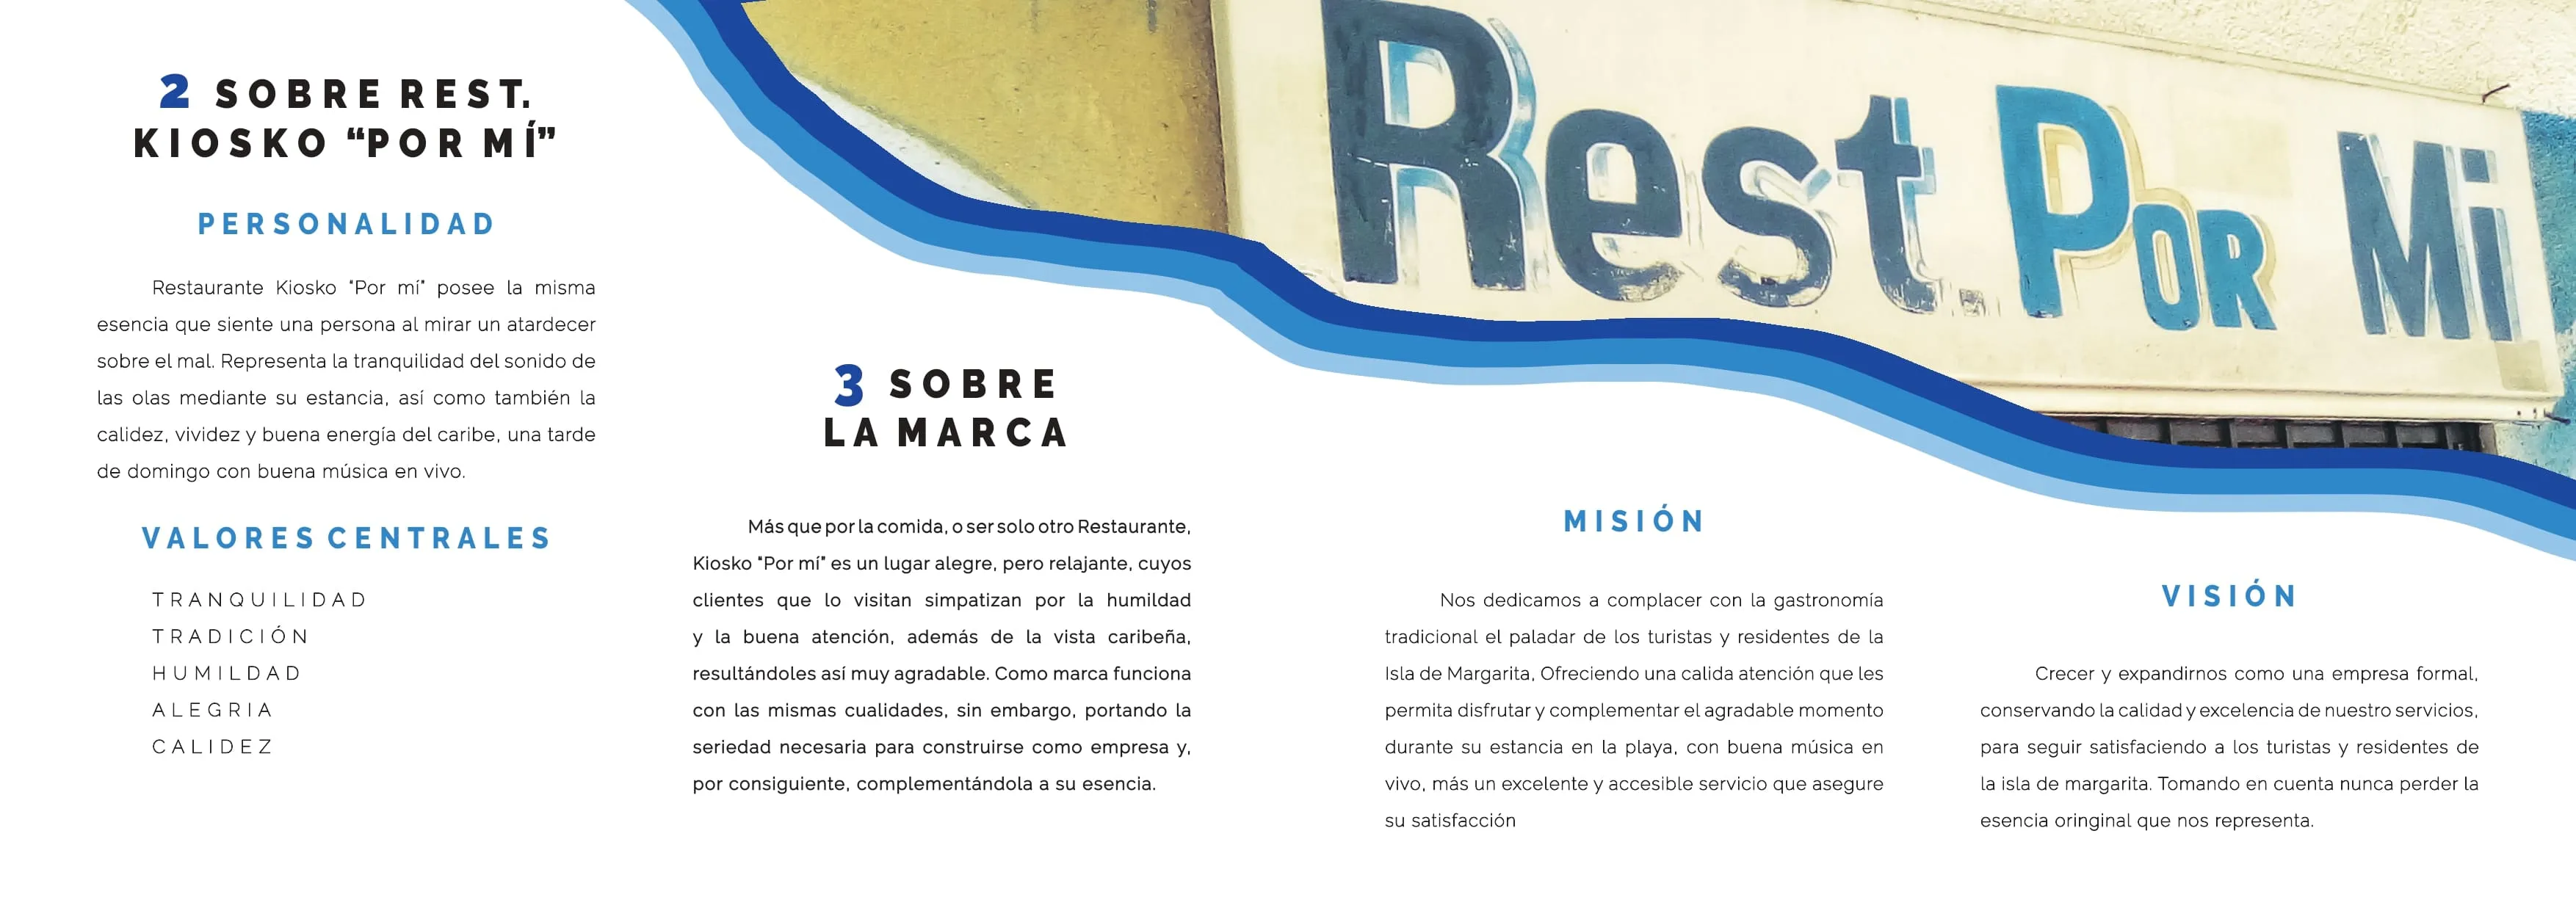 2 SOBRE REST.
KIOSKO “POR MÍ”
PERSONALIDAD
Restaurante Kiosko "Por mí" posee la misma
esencia que siente una persona al mirar un atardecer
sobre el mal. Representa la tranquilidad del sonido de
las olas mediante su estancia, así como también la
calidez, vividez y buena energía del caribe, una tarde
de domingo con buena música en vivo.
VALORES CENTRALES
TRANQUILIDAD
TRADICIÓN
HUMILDAD
ALEGRIA
CALIDEZ
3 SOBRE
LA MARCA
Más que por la comida, o ser solo otro Restaurante,
Kiosko "Por mí" es un lugar alegre, pero relajante, cuyos
clientes que lo visitan simpatizan por la humildad
y la buena atención, además de la vista caribeña,
resultándoles así muy agradable. Como marca funciona
con las mismas cualidades, sin embargo, portando la
seriedad necesaria para construirse como empresa y,
por consiguiente, complementándola a su esencia.
Rest. POR Mi
MISIÓN
Nos dedicamos a complacer con la gastronomía
tradicional el paladar de los turistas y residentes de la
Isla de Margarita, Ofreciendo una calida atención que les
permita disfrutar y complementar el agradable momento
durante su estancia en la playa, con buena música en
vivo, más un excelente y accesible servicio que asegure
su satisfacción
VISIÓN
Crecer y expandirnos como una empresa formal,
conservando la calidad y excelencia de nuestro servicios,
para seguir satisfaciendo a los turistas y residentes de
la isla de margarita. Tomando en cuenta nunca perder la
esencia oringinal que nos representa.